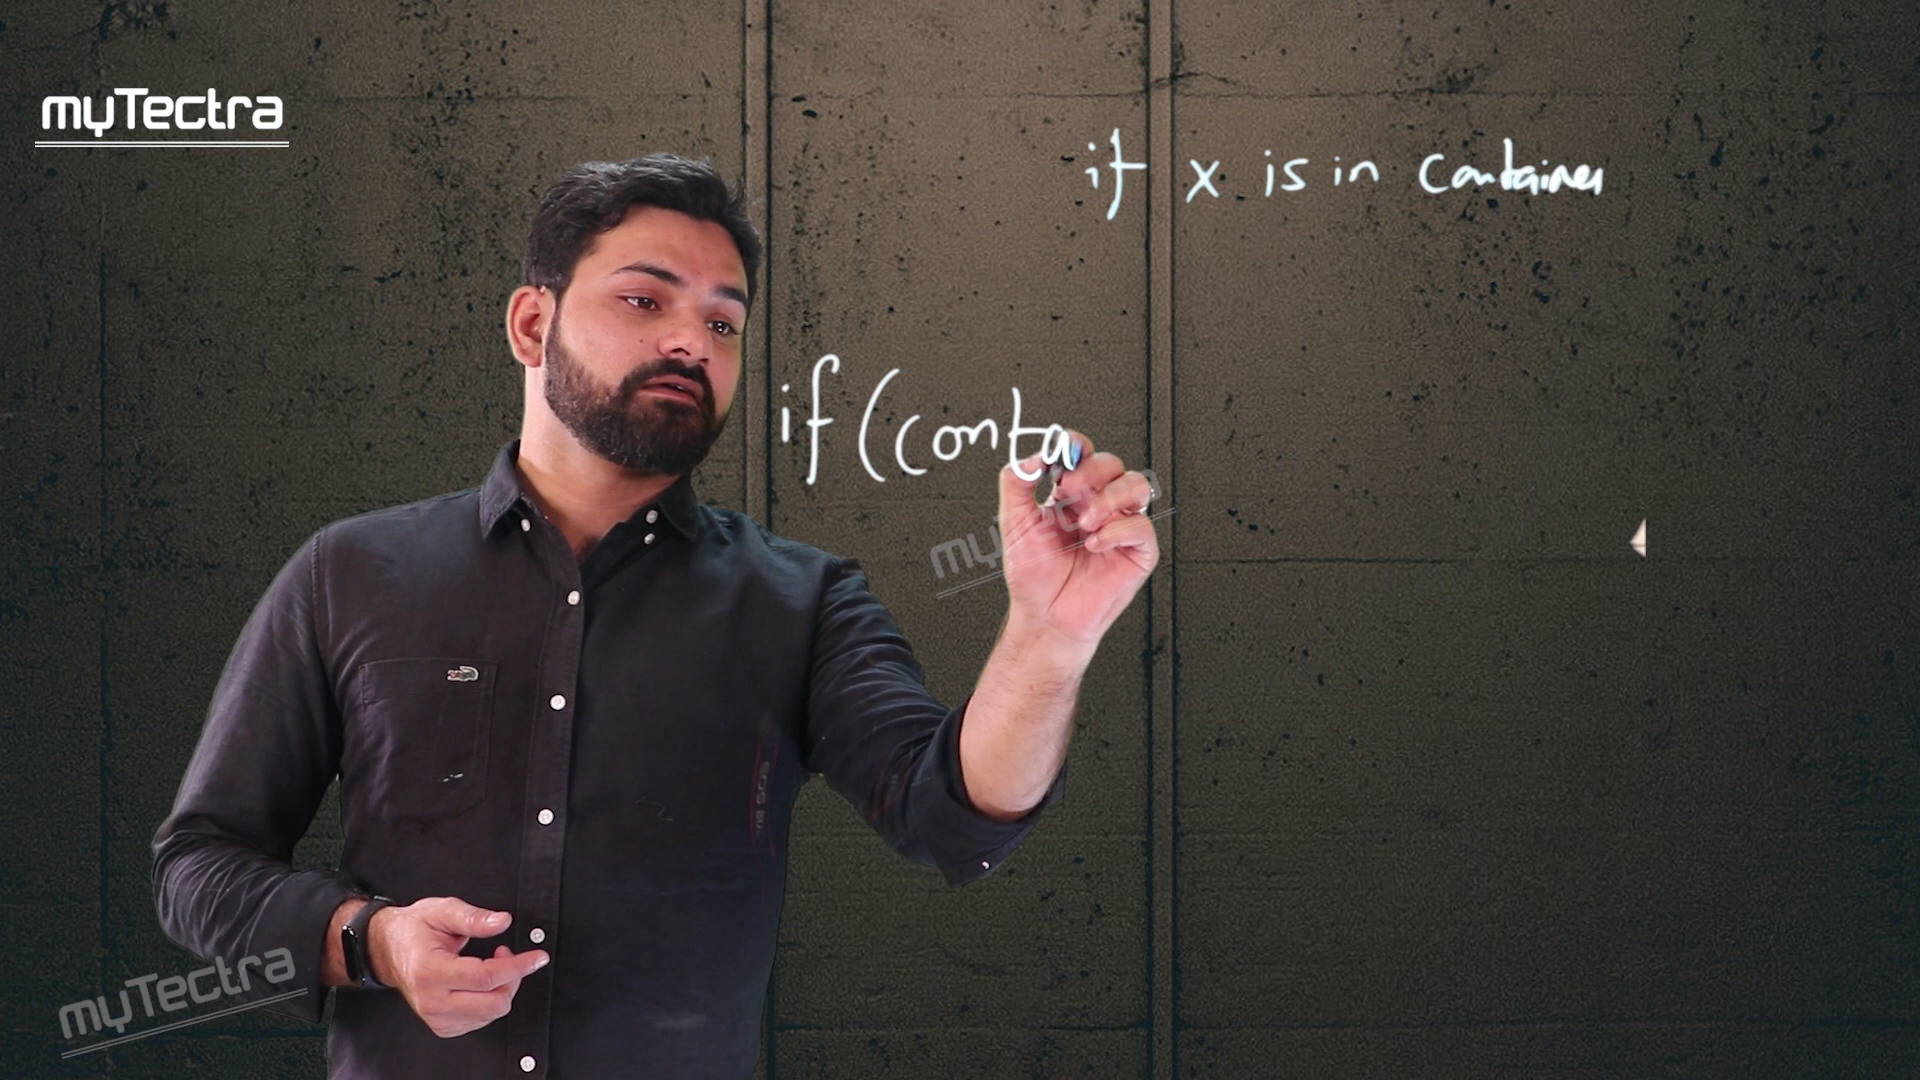 myTectra
if x is in container
if (conta
myTectra
myTectra